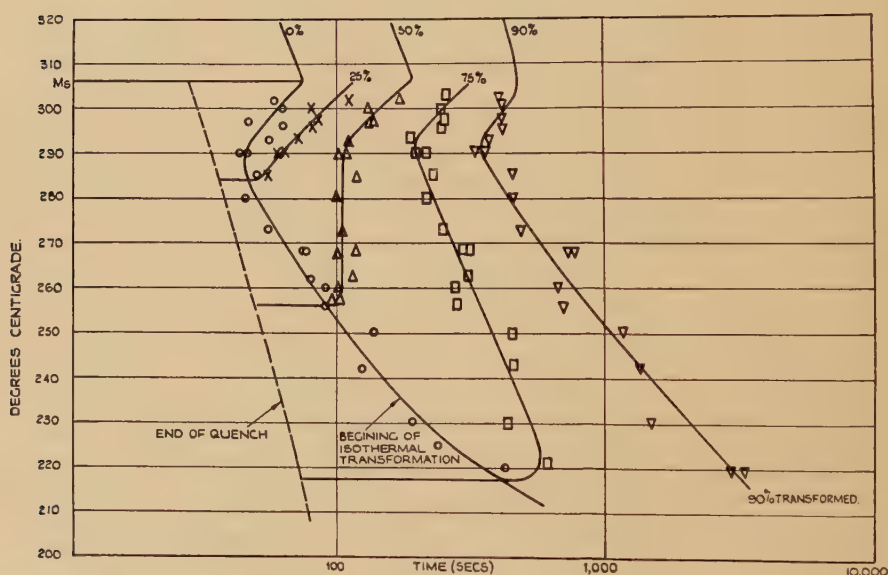 320
310
Ms
300
290
280
270
260
250
240
230
220
210
200
DEGREES CENTIGRADE.
0%
50%
90%
25%
75%
END OF QUENCH
BEGINING OF
ISOTHERMAL
TRANSFORMATION
90% TRANSFORMED.
100
TIME (SECS)
1,000
10,000